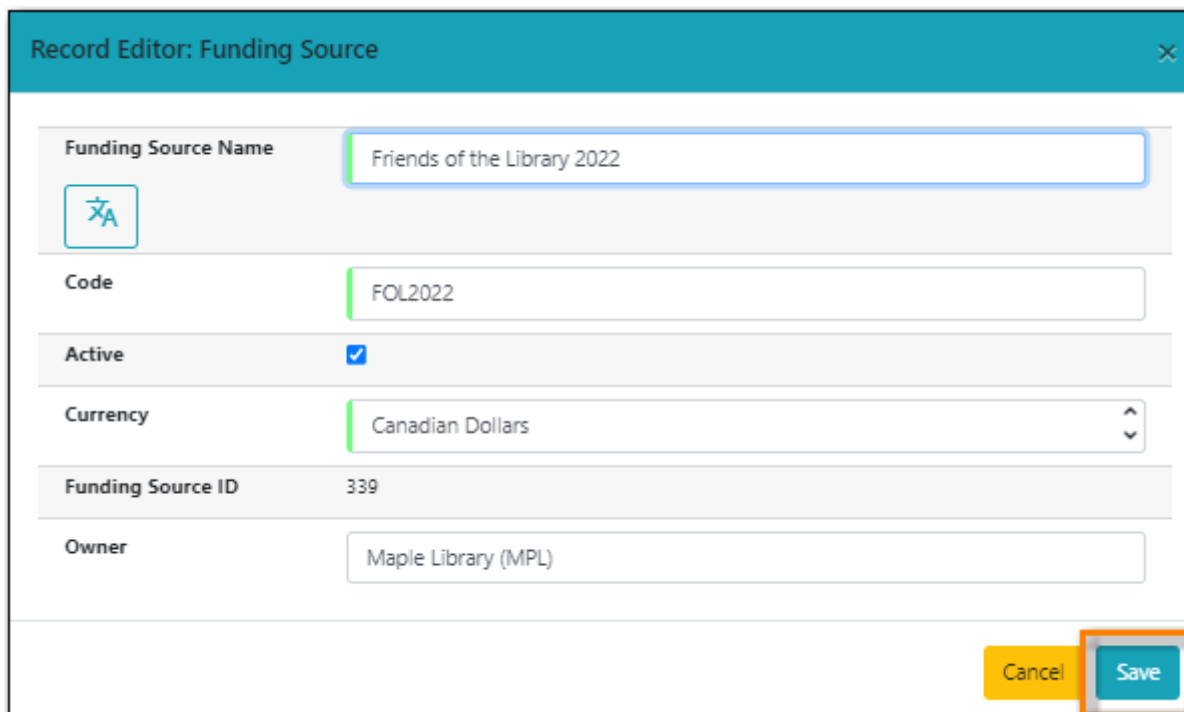 Record Editor: Funding Source ×
Funding Source Name
Friends of the Library 2022
Code
FOL2022
Active
Currency
Canadian Dollars
Funding Source ID
339
Owner
Maple Library (MPL)
Cancel
Save